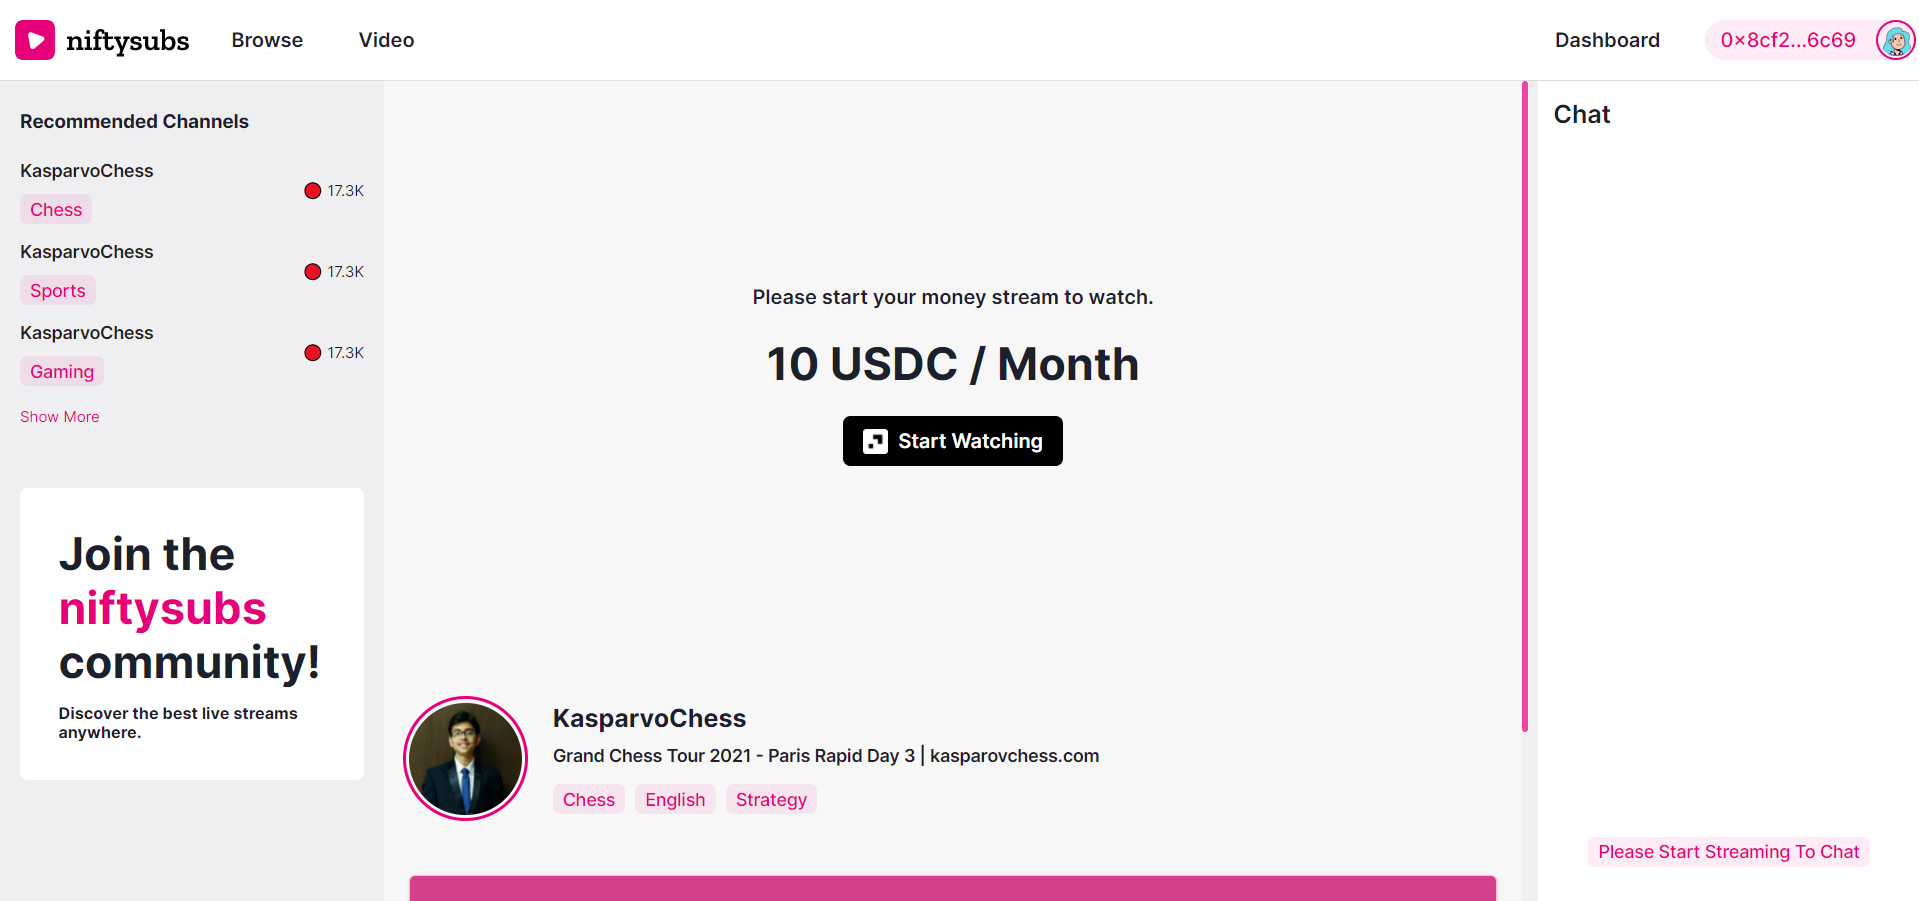 niftysubs
Browse
Video
Dashboard
0x8cf2...6c69
Recommended Channels
KasparvoChess
Chess
17.3K
KasparvoChess
Sports
17.3K
KasparvoChess
Gaming
17.3K
Show More
Join the
niftysubs
community!
Discover the best live streams
anywhere.
Please start your money stream to watch.
10 USDC / Month
Start Watching
KasparvoChess
Grand Chess Tour 2021 - Paris Rapid Day 3 | kasparovchess.com
Chess
English
Strategy
Chat
Please Start Streaming To Chat